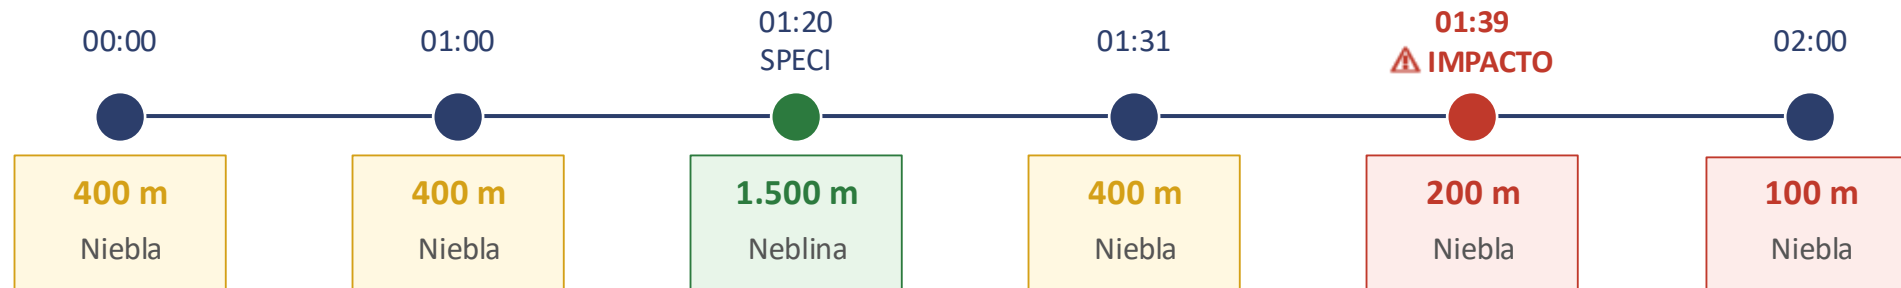 00:00
01:00
01:20
SPECI
01:31
01:39
⚠ IMPACTO
02:00
400 m
Niebla
400 m
Niebla
1.500 m
Neblina
400 m
Niebla
200 m
Niebla
100 m
Niebla